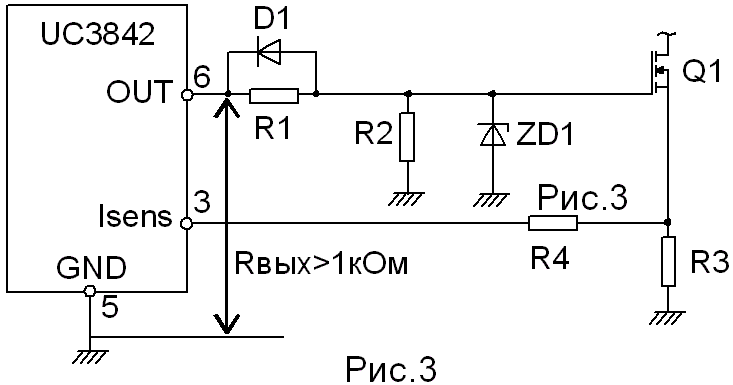 D1
UC3842
6
OUT
Q1
R1
R2
ZD1
Рис.3
3
Isens
R4
R3
GND
Rвых>1кОм
5
Рис.3